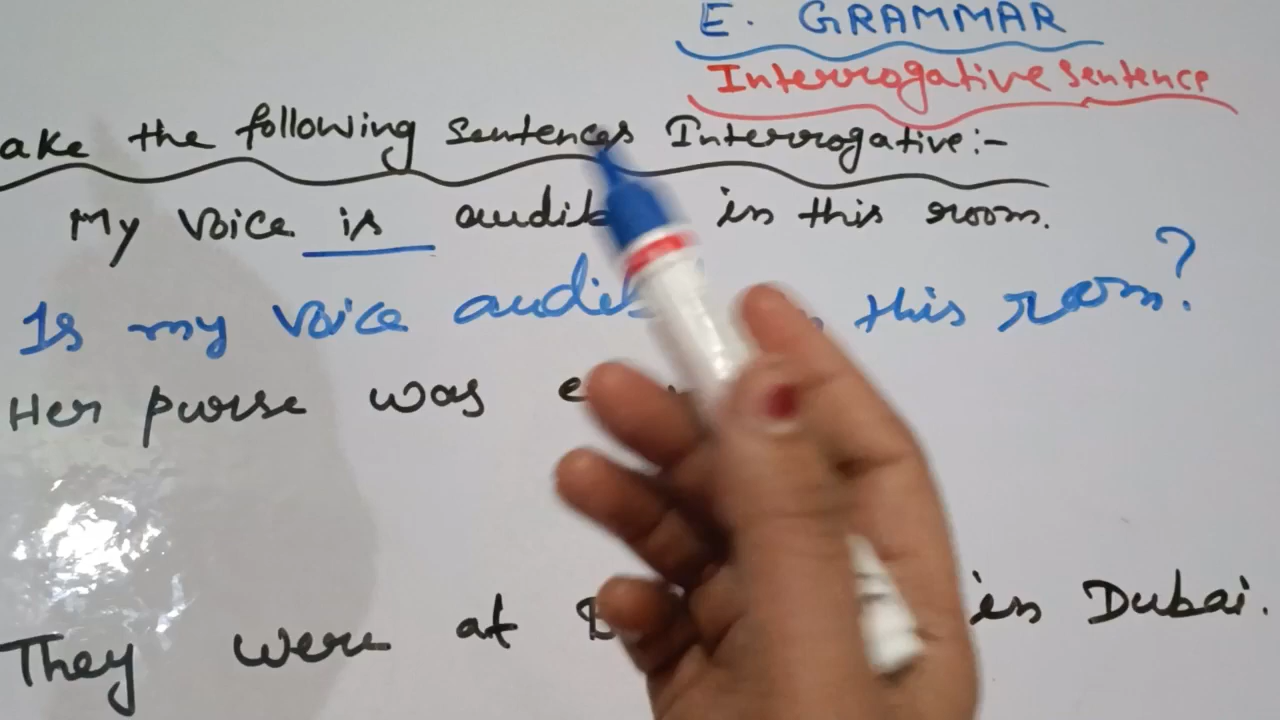 E. GRAMMAR
Interrogative Sentence
ake the following Sentences Interrogative:-
My Voice is in this room.
Is my Voice this room?
Her purse was
They were at in Dubai.